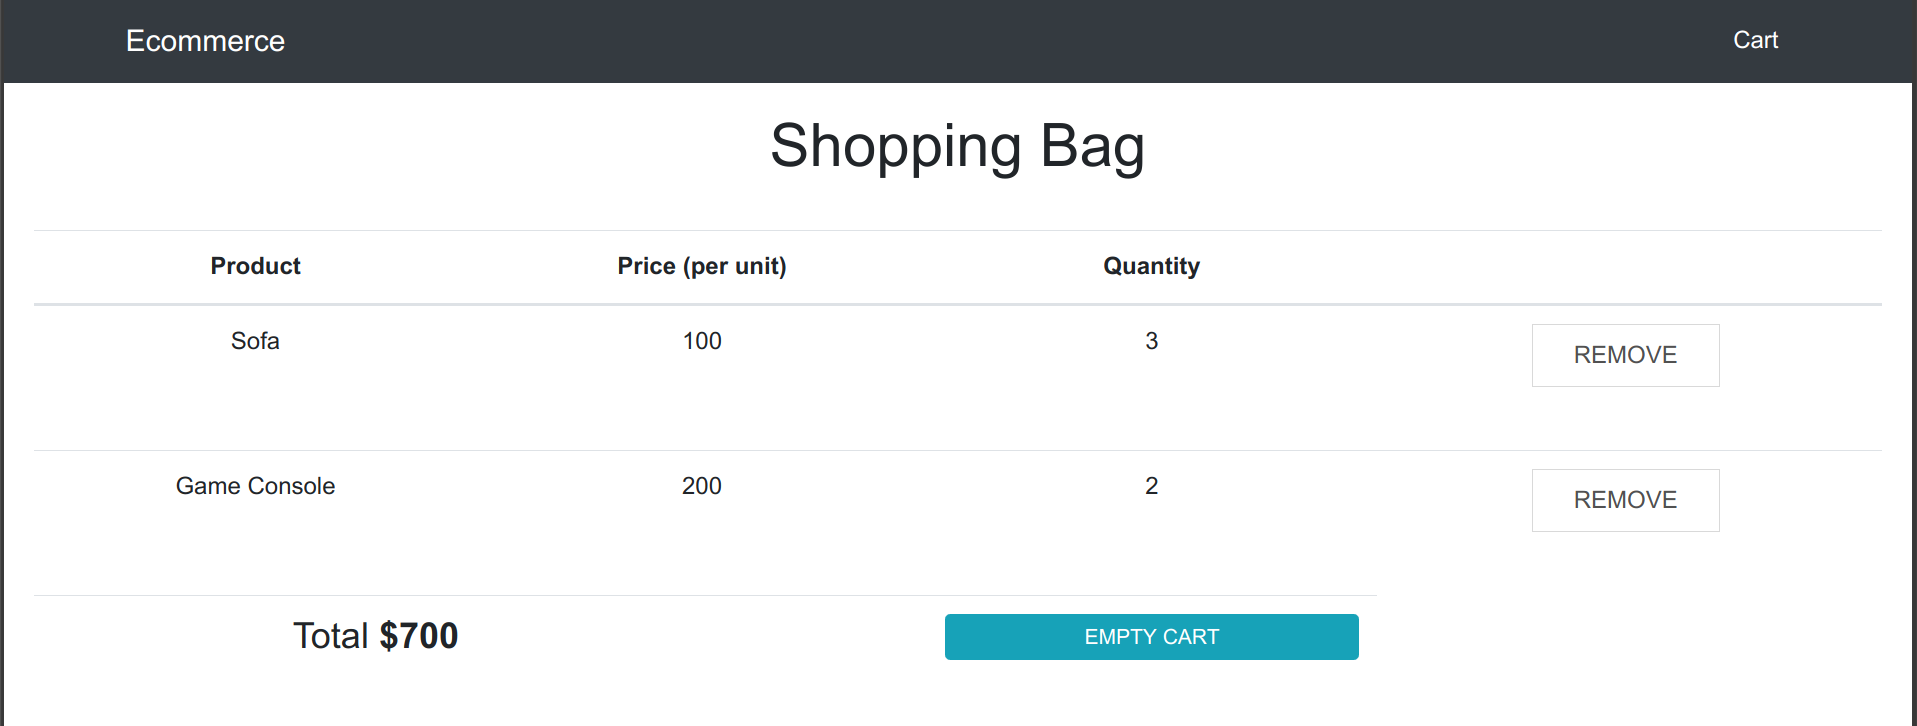 Ecommerce Cart
Shopping Bag
Product Price (per unit) Quantity
Sofa 100 3 REMOVE
Game Console 200 2 REMOVE
Total $700 EMPTY CART